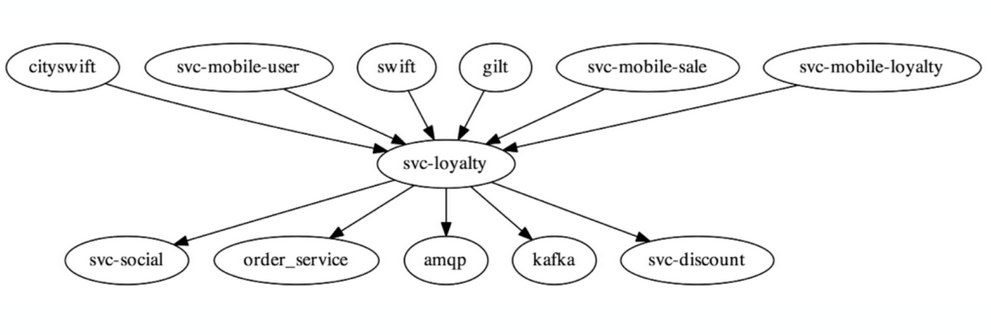 cityswift
svc-mobile-user
swift
gilt
svc-mobile-sale
svc-mobile-loyalty
svc-loyalty
svc-social
order_service
amqp
kafka
svc-discount